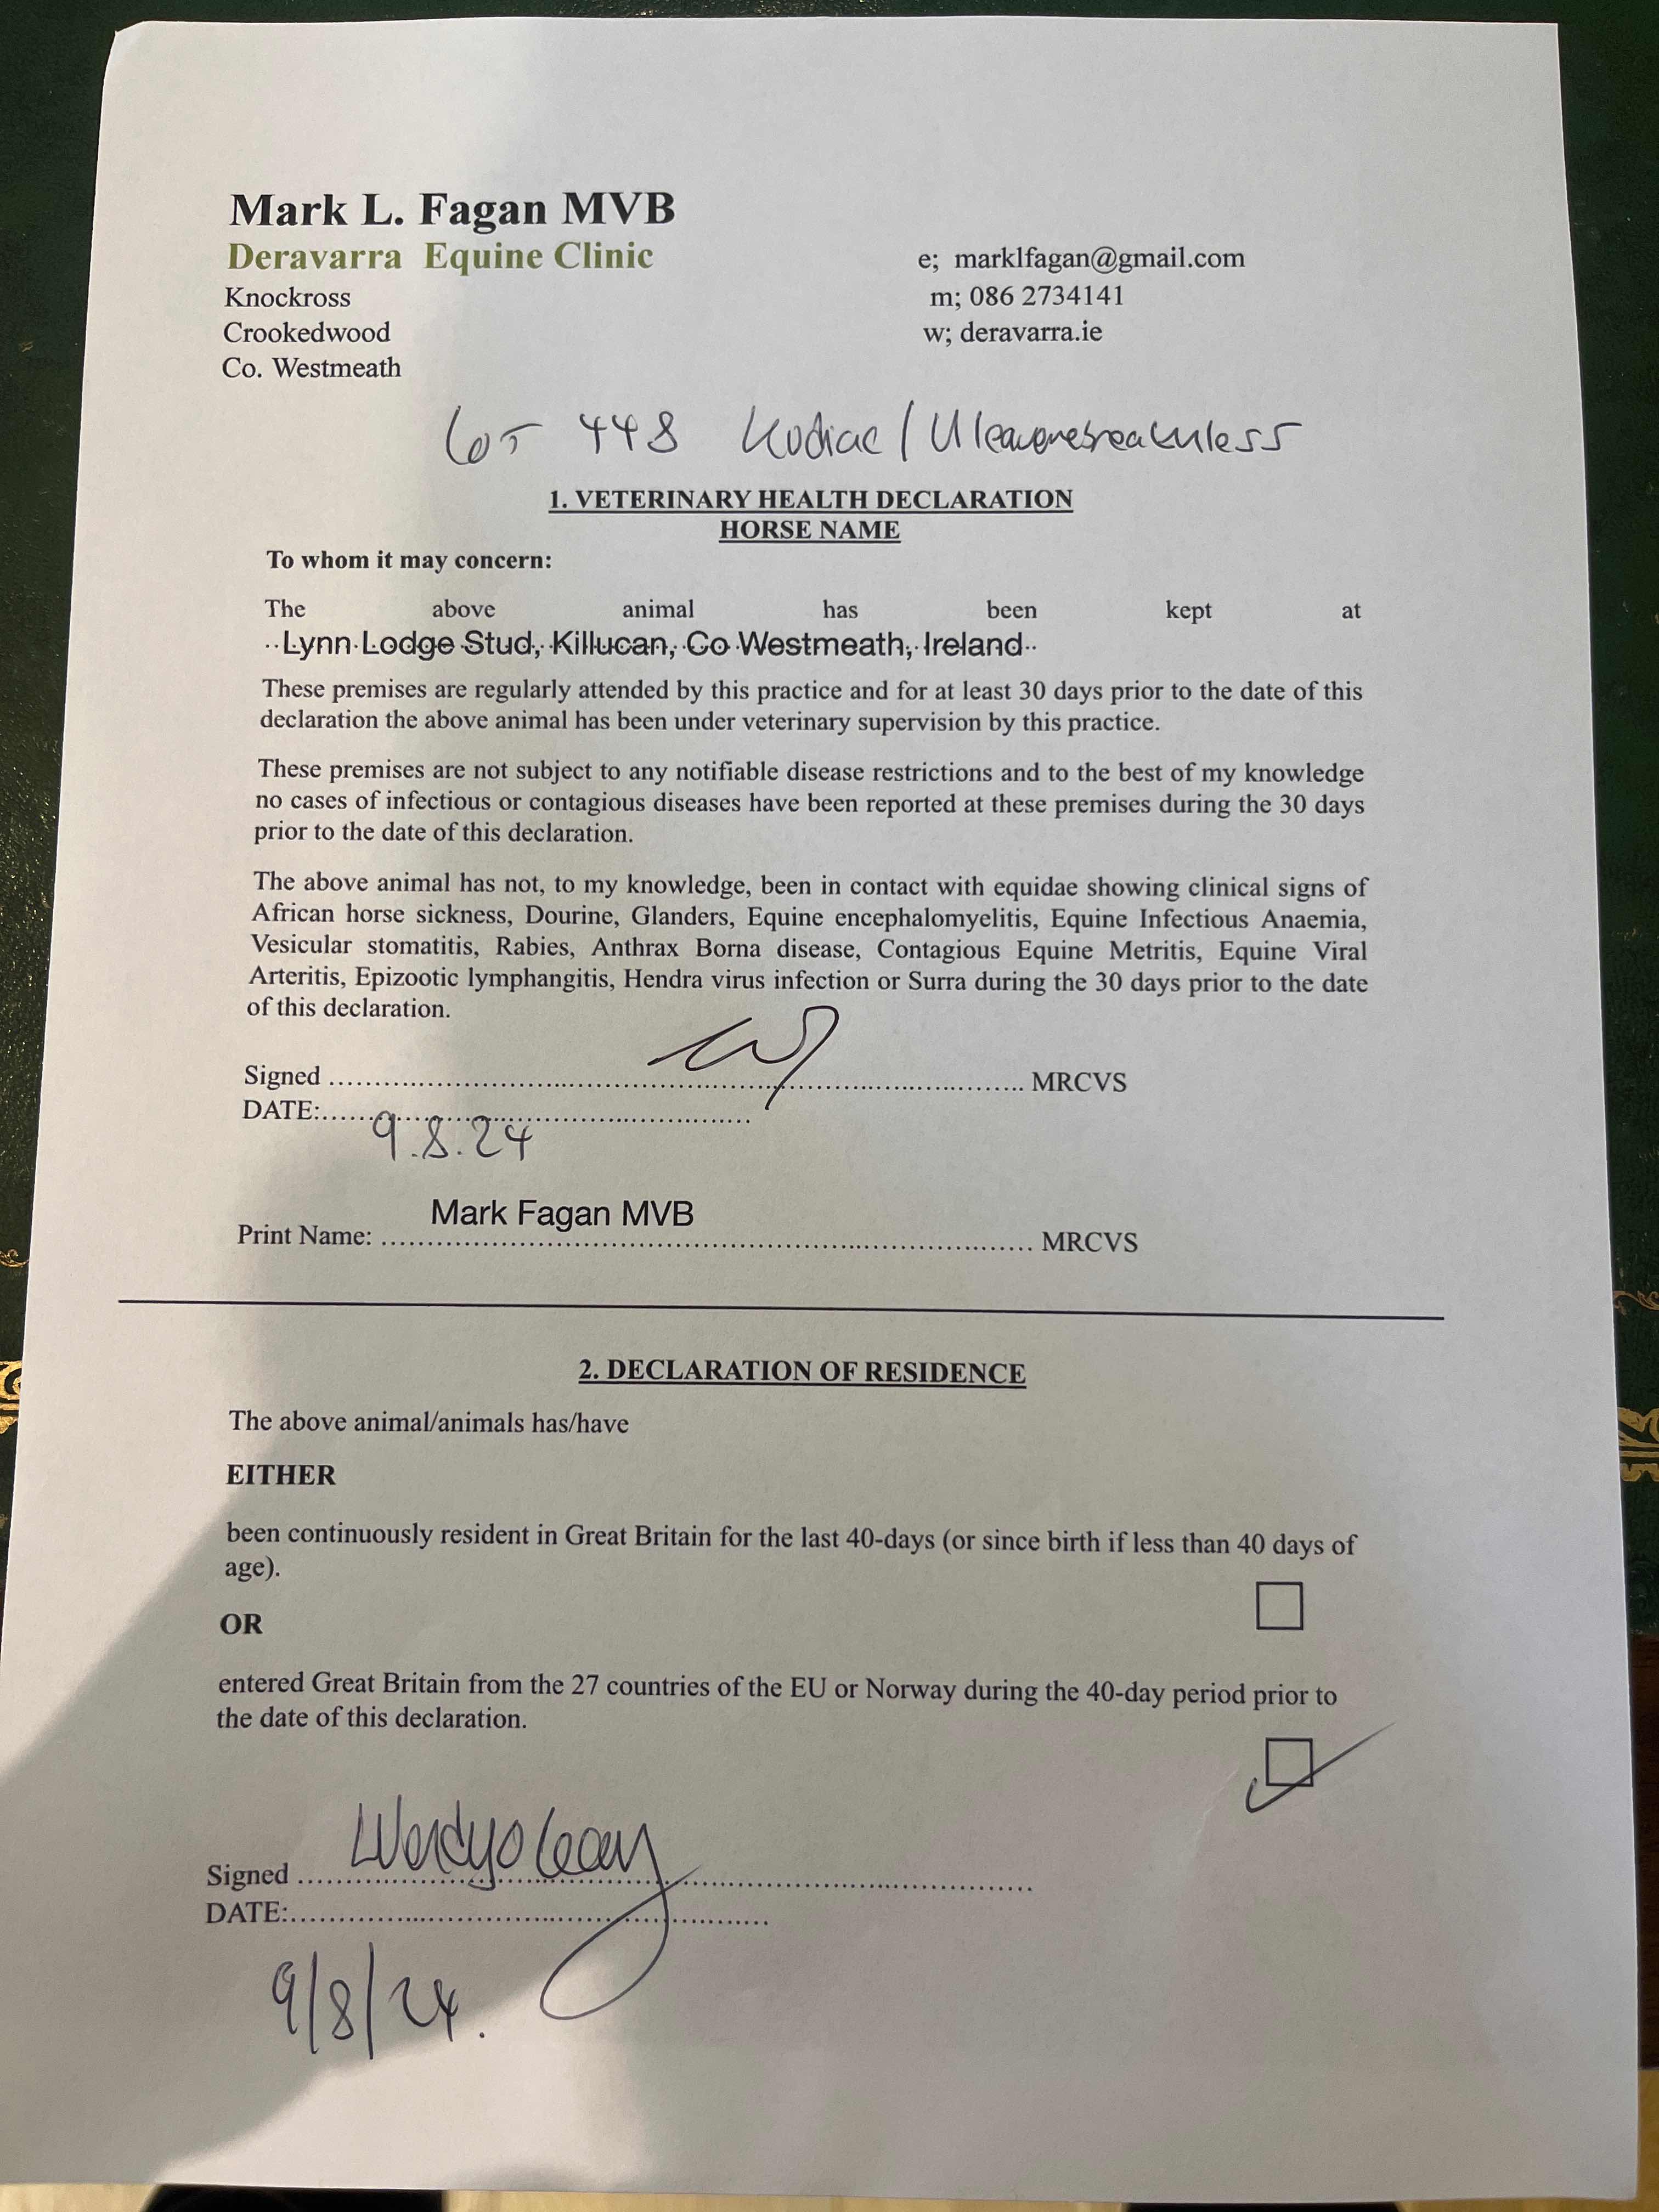 Mark L. Fagan MVB
Deravarra Equine Clinic
Knockross
Crookedwood
Co. Westmeath
e; marklfagan@gmail.com
m; 086 2734141
w; deravarra.ie
Lot 448 Kodiac / Uleavemebreathless
1. VETERINARY HEALTH DECLARATION
HORSE NAME
To whom it may concern:
The above animal has been kept at
Lynn Lodge Stud, Killucan, Co Westmeath, Ireland
These premises are regularly attended by this practice and for at least 30 days prior to the date of this
declaration the above animal has been under veterinary supervision by this practice.
These premises are not subject to any notifiable disease restrictions and to the best of my knowledge
no cases of infectious or contagious diseases have been reported at these premises during the 30 days
prior to the date of this declaration.
The above animal has not, to my knowledge, been in contact with equidae showing clinical signs of
African horse sickness, Dourine, Glanders, Equine encephalomyelitis, Equine Infectious Anaemia,
Vesicular stomatitis, Rabies, Anthrax Borna disease, Contagious Equine Metritis, Equine Viral
Arteritis, Epizootic lymphangitis, Hendra virus infection or Surra during the 30 days prior to the date
of this declaration.
Signed MRCVS
DATE: 9.8.24
Mark Fagan MVB
Print Name: MRCVS
2. DECLARATION OF RESIDENCE
The above animal/animals has/have
EITHER
been continuously resident in Great Britain for the last 40-days (or since birth if less than 40 days of
age).
OR
entered Great Britain from the 27 countries of the EU or Norway during the 40-day period prior to
the date of this declaration.
Signed Wendy
DATE:
9/8/24.